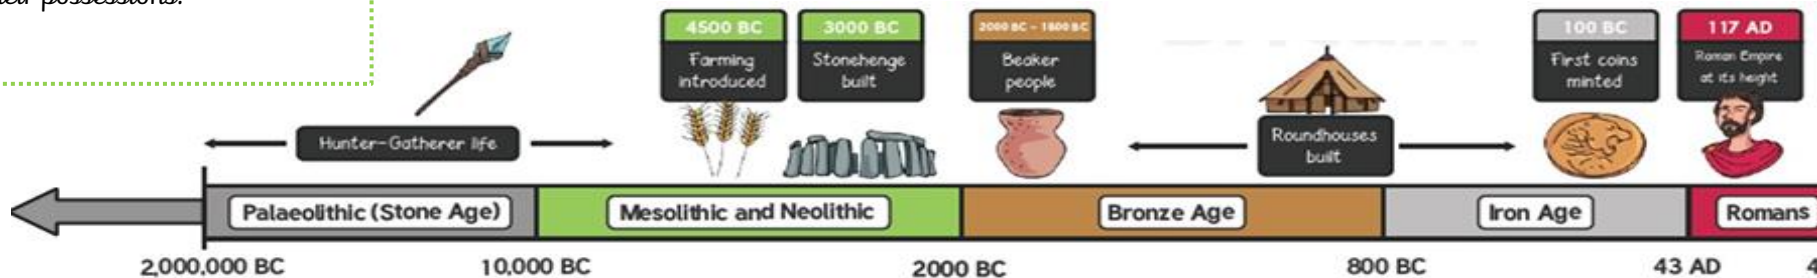 possessions.
4500 BC
Farming
introduced
3000 BC
Stonehenge
built
2000 BC - 1800 BC
Beaker
people
100 BC
First coins
minted
117 AD
Roman Empire
at its height
Hunter-Gatherer life
Roundhouses
built
Palaeolithic (Stone Age)
Mesolithic and Neolithic
Bronze Age
Iron Age
Romans
2,000,000 BC
10,000 BC
2000 BC
800 BC
43 AD